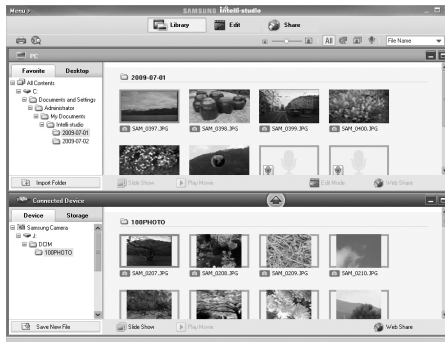 Menu >
SAMSUNG intelli-studio
Library Edit Share
All File Name
PC
Favorite Desktop
All Contents
C:
Documents and Settings
Administrator
My Documents
Intelli-studio
2009-07-01
2009-07-02
2009-07-01
SAM_0397.JPG SAM_0398.JPG SAM_0399.JPG SAM_0400.JPG
Import Folder Slide Show Play Movie Edit Mode Web Share
Connected Device
Device Storage
Samsung Camera
J:
DCIM
100PHOTO
100PHOTO
SAM_0207.JPG SAM_0208.JPG SAM_0209.JPG SAM_0210.JPG
Save New File Slide Show Play Movie Web Share